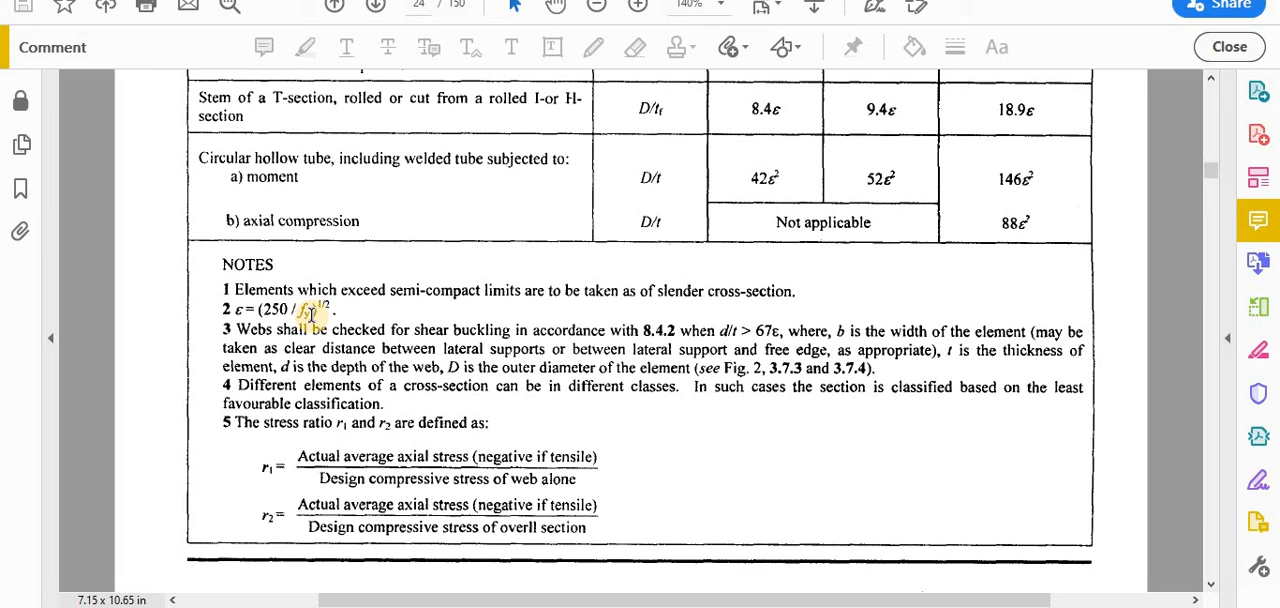 24 / 150
140%
Share
Comment
Close
Stem of a T-section, rolled or cut from a rolled I-or H-
section
D/tf
8.4ε
9.4ε
18.9ε
Circular hollow tube, including welded tube subjected to:
a) moment
D/t
42ε²
52ε²
146ε²
b) axial compression
D/t
Not applicable
88ε²
NOTES
1 Elements which exceed semi-compact limits are to be taken as of slender cross-section.
2 ε = (250 / fy)1/2.
3 Webs shall be checked for shear buckling in accordance with 8.4.2 when d/t > 67ε, where, b is the width of the element (may be
taken as clear distance between lateral supports or between lateral support and free edge, as appropriate), t is the thickness of
element, d is the depth of the web, D is the outer diameter of the element (see Fig. 2, 3.7.3 and 3.7.4).
4 Different elements of a cross-section can be in different classes. In such cases the section is classified based on the least
favourable classification.
5 The stress ratio r1 and r2 are defined as:
r1 = Actual average axial stress (negative if tensile)
Design compressive stress of web alone
r2 = Actual average axial stress (negative if tensile)
Design compressive stress of overll section
7.15 x 10.65 in